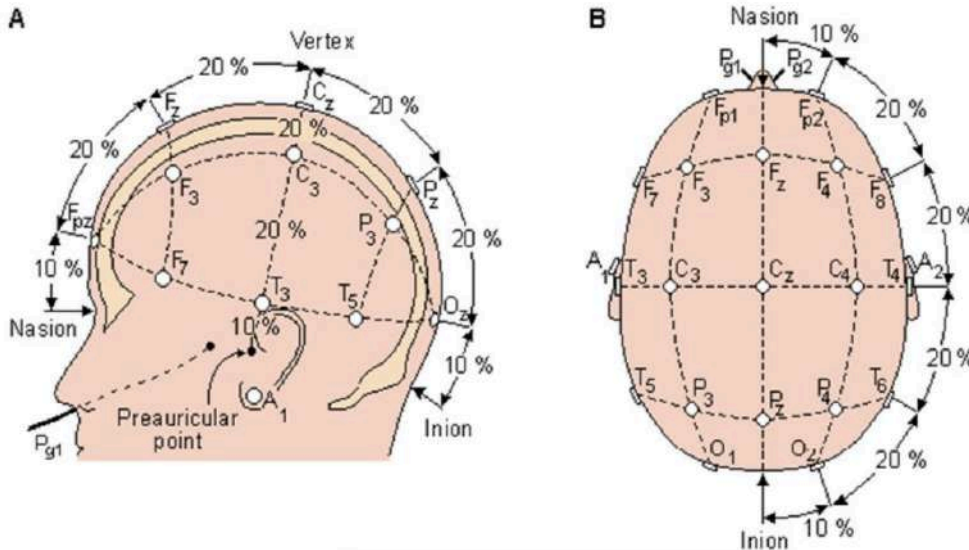 A
Vertex
20 %
20 %
Cz
Fz
20 %
20 %
20 %
F3
C3
Pz
Fpz
20 %
P3
20 %
10 %
F7
T3
T5
Oz
Nasion
10 %
10 %
A1
Preauricular
point
Inion
Pg1
B
Nasion
10 %
Pg1
Pg2
Fp1
Fp2
20 %
F7
F3
Fz
F4
F8
20 %
A1
T3
C3
Cz
C4
T4
A2
20 %
T5
P3
Pz
P4
T6
O1
O2
20 %
10 %
Inion